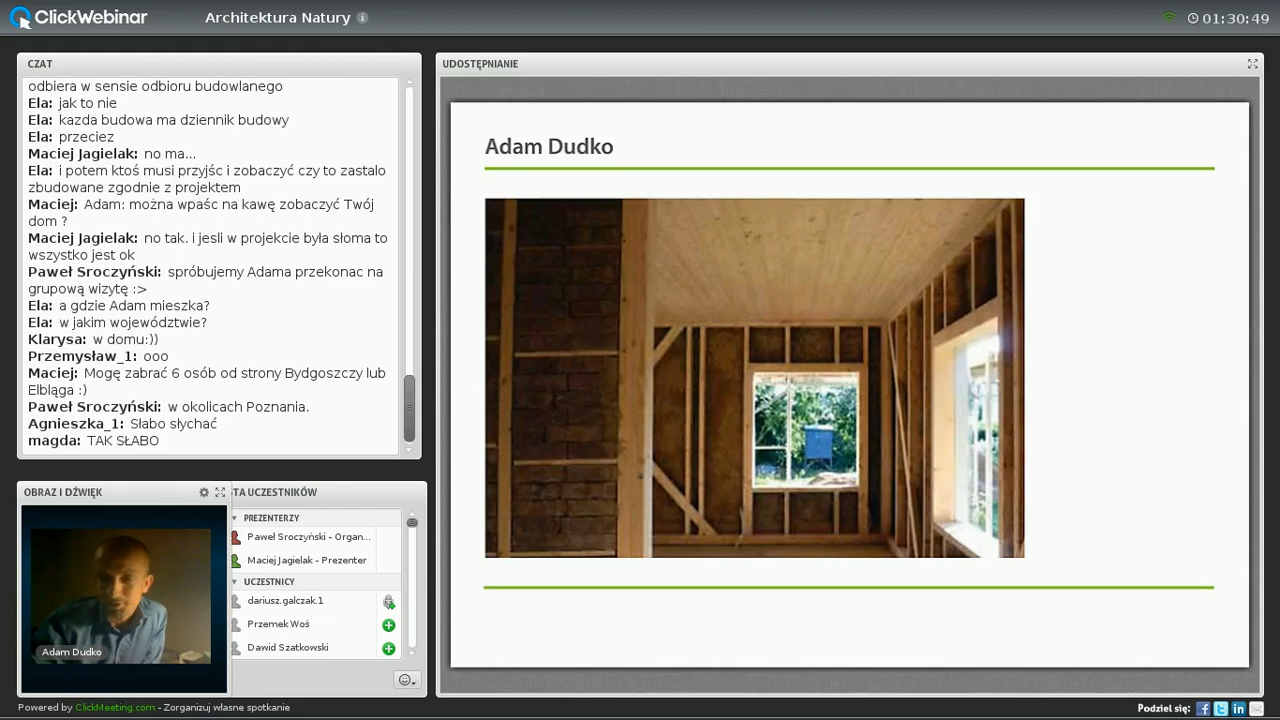 ClickWebinar
Architektura Natury
01:30:49
CZAT
odbiera w sensie odbioru budowlanego
Ela: jak to nie
Ela: kazda budowa ma dziennik budowy
Ela: przeciez
Maciej Jagielak: no ma...
Ela: i potem ktoś musi przyjśc i zobaczyć czy to zastalo
zbudowane zgodnie z projektem
Maciej: Adam: można wpaśc na kawę zobaczyć Twój
dom ?
Maciej Jagielak: no tak. i jesli w projekcie była słoma to
wszystko jest ok
Paweł Sroczyński: spróbujemy Adama przekonac na
grupową wizytę :>
Ela: a gdzie Adam mieszka?
Ela: w jakim województwie?
Klarysa: w domu:))
Przemysław_1: ooo
Maciej: Mogę zabrać 6 osób od strony Bydgoszczy lub
Elbląga :)
Paweł Sroczyński: w okolicach Poznania.
Agnieszka_1: Słabo słychać
magda: TAK SŁABO
OBRAZ I DŹWIĘK
Adam Dudko
TA UCZESTNIKÓW
PREZENTERZY
Paweł Sroczyński - Organ...
Maciej Jagielak - Prezenter
UCZESTNICY
dariusz.galczak.1
Przemek Woś
Dawid Szatkowski
UDOSTĘPNIANIE
Adam Dudko
Powered by ClickMeeting.com - Zorganizuj własne spotkanie
Podziel się: